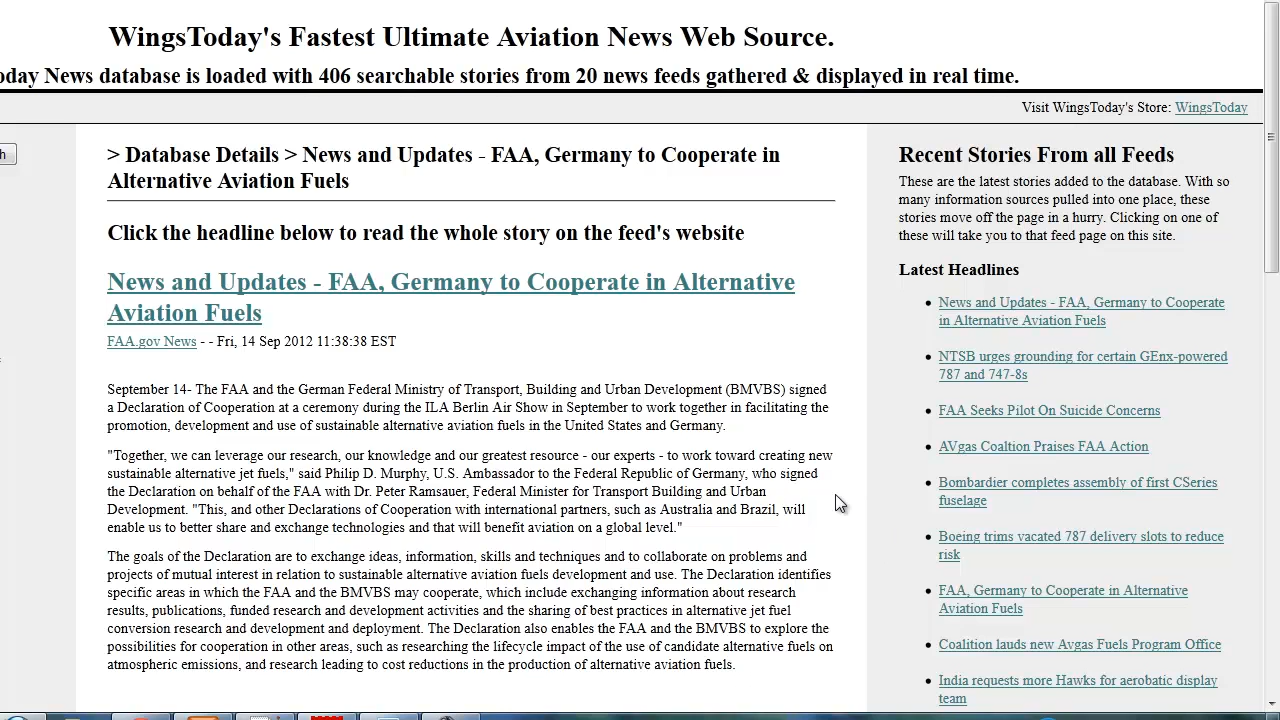 WingsToday's Fastest Ultimate Aviation News Web Source.
oday News database is loaded with 406 searchable stories from 20 news feeds gathered & displayed in real time.
Visit WingsToday's Store: WingsToday
h
> Database Details > News and Updates - FAA, Germany to Cooperate in
Alternative Aviation Fuels
Click the headline below to read the whole story on the feed's website
News and Updates - FAA, Germany to Cooperate in Alternative
Aviation Fuels
FAA.gov News - - Fri, 14 Sep 2012 11:38:38 EST
September 14- The FAA and the German Federal Ministry of Transport, Building and Urban Development (BMVBS) signed
a Declaration of Cooperation at a ceremony during the ILA Berlin Air Show in September to work together in facilitating the
promotion, development and use of sustainable alternative aviation fuels in the United States and Germany.
"Together, we can leverage our research, our knowledge and our greatest resource - our experts - to work toward creating new
sustainable alternative jet fuels," said Philip D. Murphy, U.S. Ambassador to the Federal Republic of Germany, who signed
the Declaration on behalf of the FAA with Dr. Peter Ramsauer, Federal Minister for Transport Building and Urban
Development. "This, and other Declarations of Cooperation with international partners, such as Australia and Brazil, will
enable us to better share and exchange technologies and that will benefit aviation on a global level."
The goals of the Declaration are to exchange ideas, information, skills and techniques and to collaborate on problems and
projects of mutual interest in relation to sustainable alternative aviation fuels development and use. The Declaration identifies
specific areas in which the FAA and the BMVBS may cooperate, which include exchanging information about research
results, publications, funded research and development activities and the sharing of best practices in alternative jet fuel
conversion research and development and deployment. The Declaration also enables the FAA and the BMVBS to explore the
possibilities for cooperation in other areas, such as researching the lifecycle impact of the use of candidate alternative fuels on
atmospheric emissions, and research leading to cost reductions in the production of alternative aviation fuels.
Recent Stories From all Feeds
These are the latest stories added to the database. With so
many information sources pulled into one place, these
stories move off the page in a hurry. Clicking on one of
these will take you to that feed page on this site.
Latest Headlines
News and Updates - FAA, Germany to Cooperate
in Alternative Aviation Fuels
NTSB urges grounding for certain GEnx-powered
787 and 747-8s
FAA Seeks Pilot On Suicide Concerns
AVgas Coaltion Praises FAA Action
Bombardier completes assembly of first CSeries
fuselage
Boeing trims vacated 787 delivery slots to reduce
risk
FAA, Germany to Cooperate in Alternative
Aviation Fuels
Coalition lauds new Avgas Fuels Program Office
India requests more Hawks for aerobatic display
team